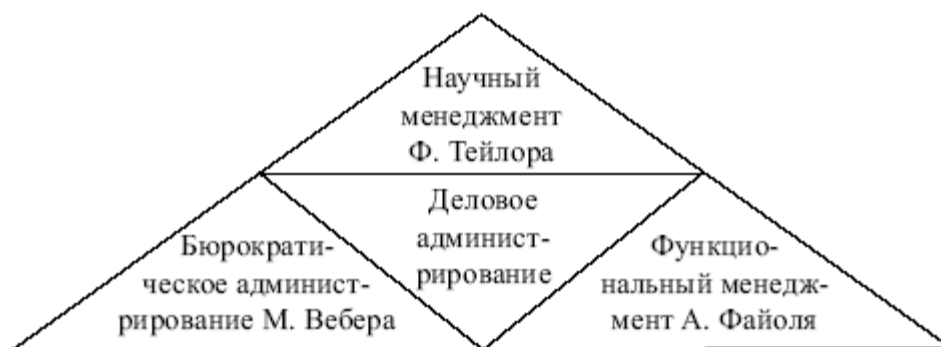 Научный
менеджмент
Ф. Тейлора
Деловое
админист-
рирование
Бюрократи-
ческое админист-
рирование М. Вебера
Функцио-
нальный менедж-
мент А. Файоля